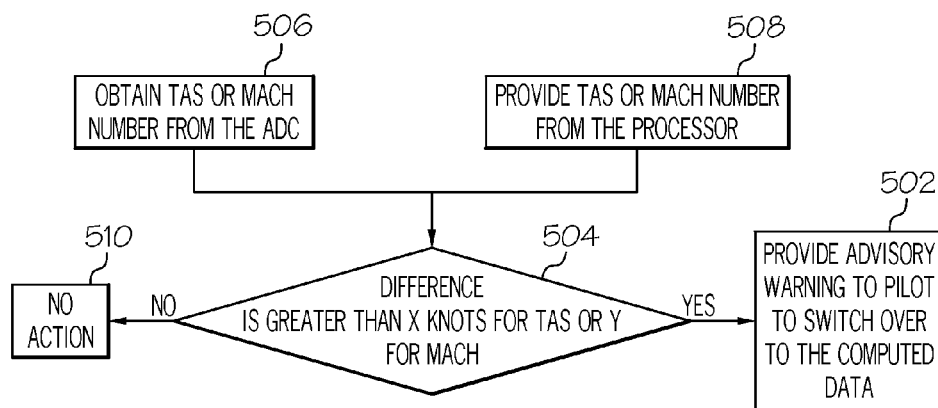 506
OBTAIN TAS OR MACH
NUMBER FROM THE ADC
508
PROVIDE TAS OR MACH NUMBER
FROM THE PROCESSOR
510
NO
ACTION
NO
504
DIFFERENCE
IS GREATER THAN X KNOTS FOR TAS OR Y
FOR MACH
YES
502
PROVIDE ADVISORY
WARNING TO PILOT
TO SWITCH OVER
TO THE COMPUTED
DATA